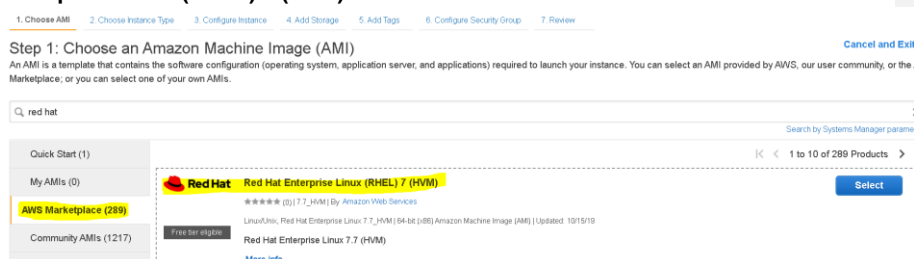 1. Choose AMI 2. Choose Instance Type 3. Configure Instance 4. Add Storage 5. Add Tags 6. Configure Security Group 7. Review
Step 1: Choose an Amazon Machine Image (AMI)
Cancel and Exit
An AMI is a template that contains the software configuration (operating system, application server, and applications) required to launch your instance. You can select an AMI provided by AWS, our user community, or the
Marketplace; or you can select one of your own AMIs.
red hat
Search by Systems Manager parame
Quick Start (1)
1 to 10 of 289 Products
My AMIs (0)
Red Hat
Red Hat Enterprise Linux (RHEL) 7 (HVM)
Select
(0) | 7.7_HVM | By Amazon Web Services
AWS Marketplace (289)
Linux/Unix, Red Hat Enterprise Linux 7.7_HVM | 64-bit (x86) Amazon Machine Image (AMI) | Updated: 10/15/19
Free tier eligible
Community AMIs (1217)
Red Hat Enterprise Linux 7.7 (HVM)
More info